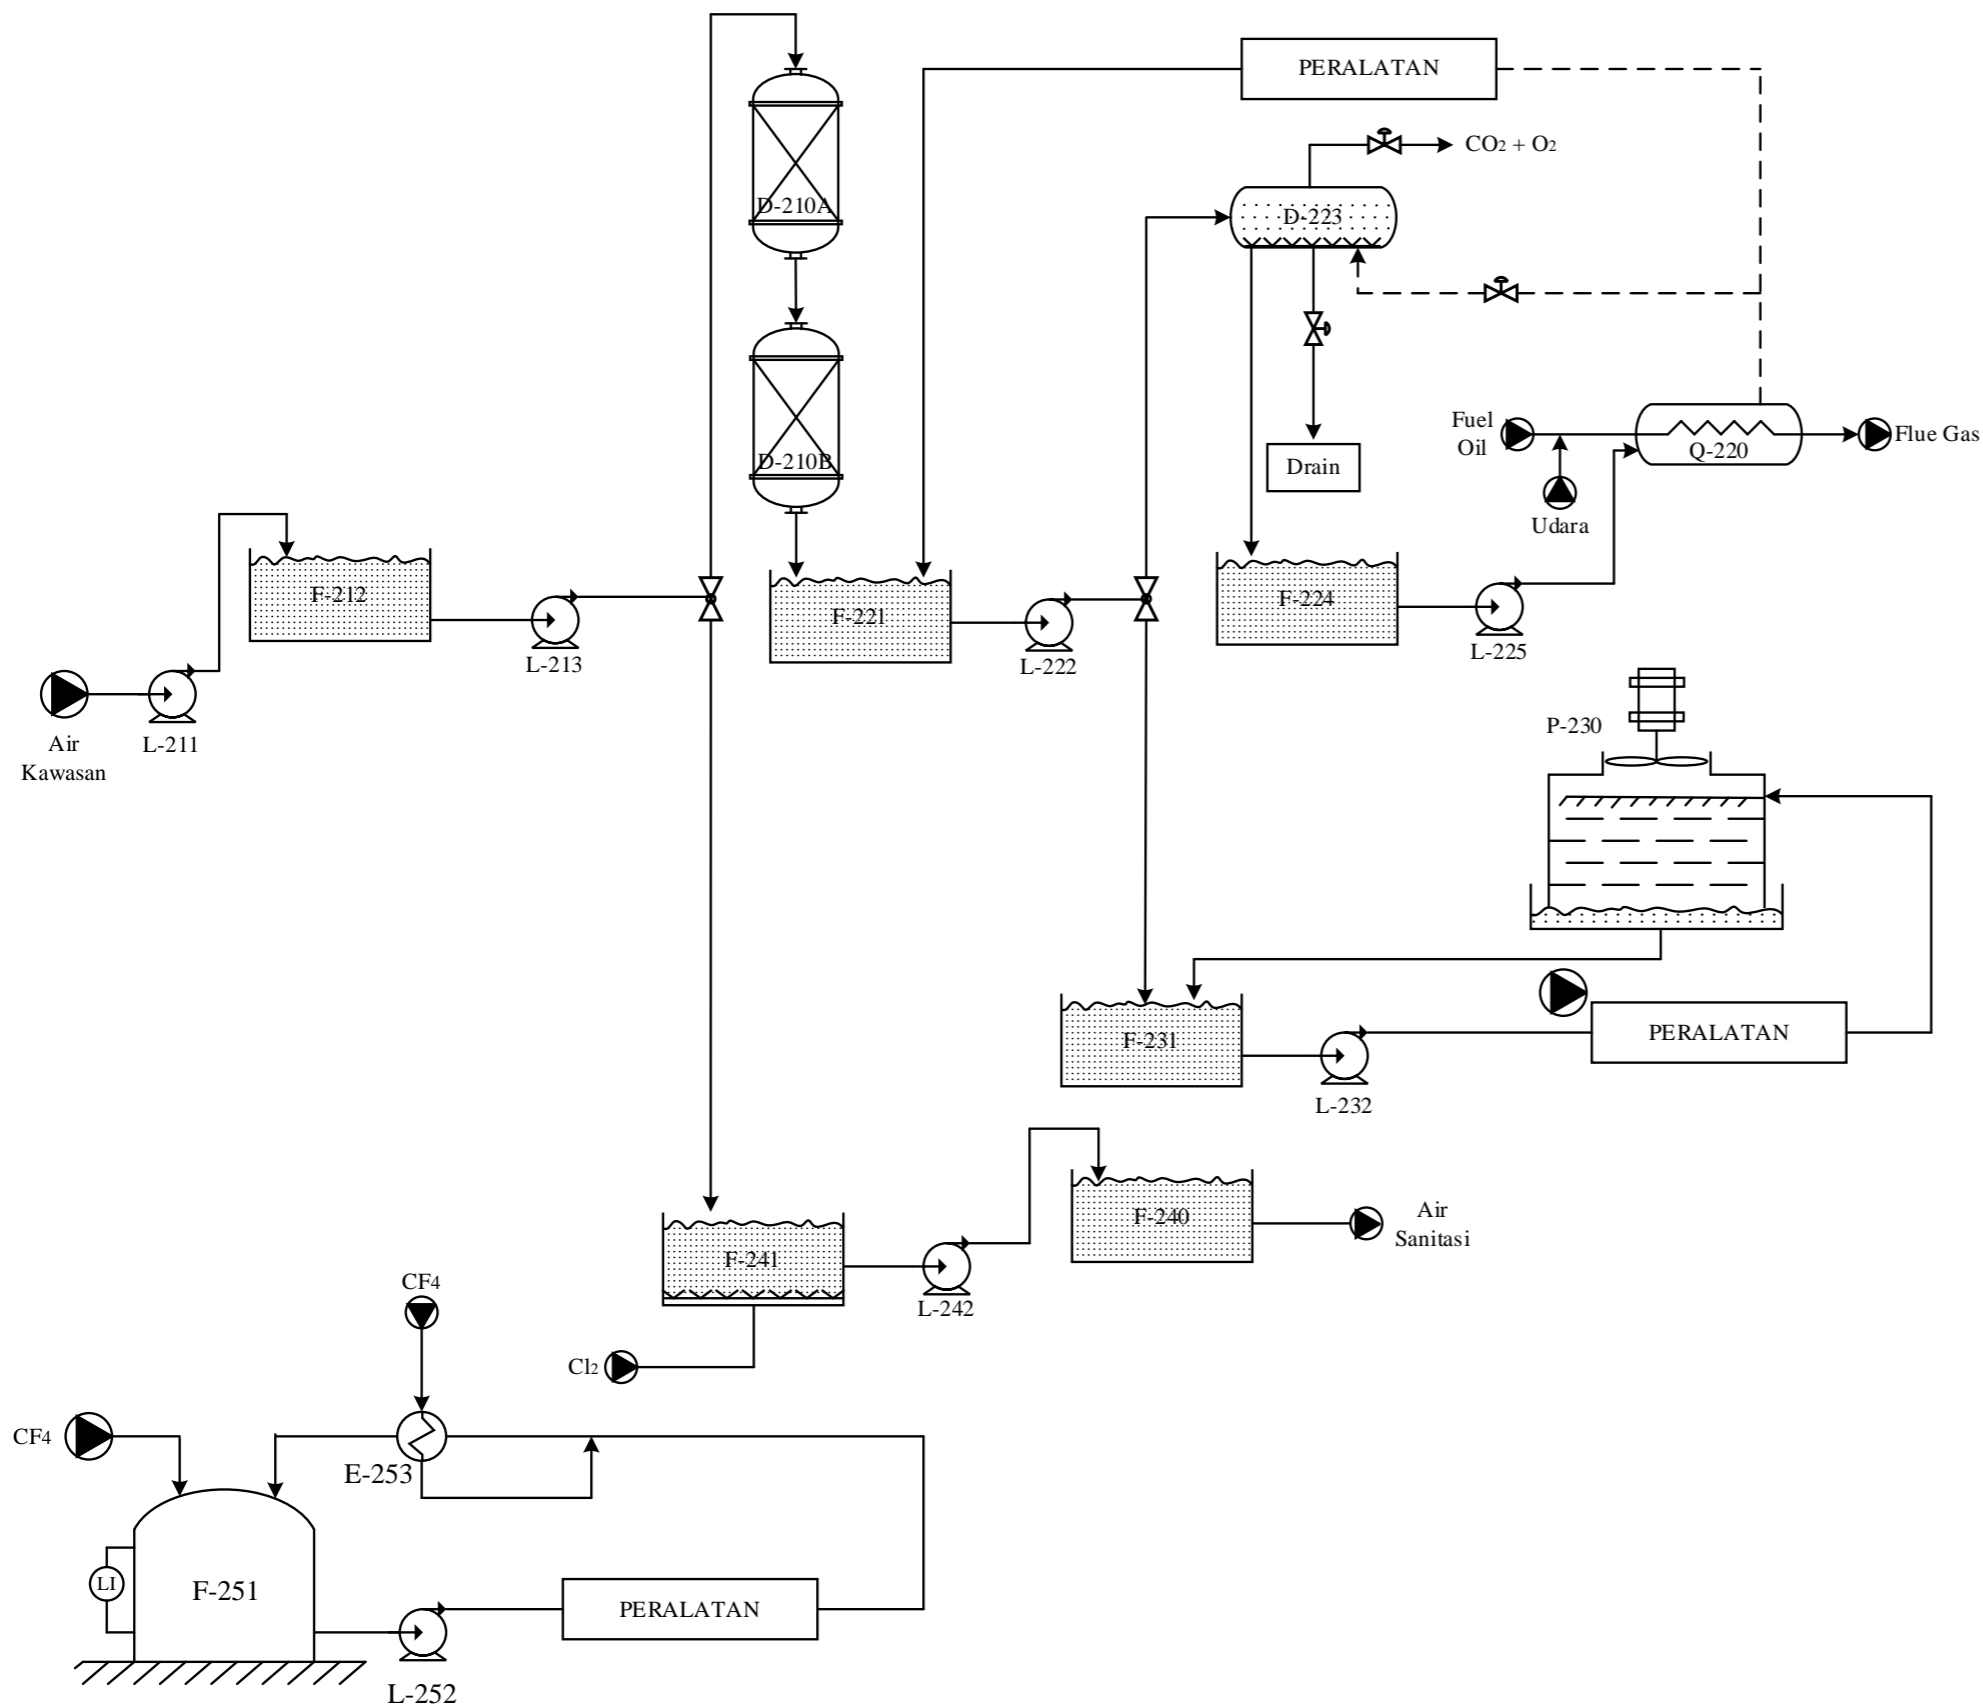 PERALATAN
CO2 + O2
D-210A
D-223
Fuel
Oil
Flue Gas
Q-220
D-210B
Drain
Udara
F-212
F-221
F-224
L-213
L-222
L-225
Air
Kawasan
L-211
P-230
F-231
PERALATAN
L-232
F-240
Air
Sanitasi
F-241
L-242
CF4
Cl2
CF4
E-253
LI
F-251
PERALATAN
L-252